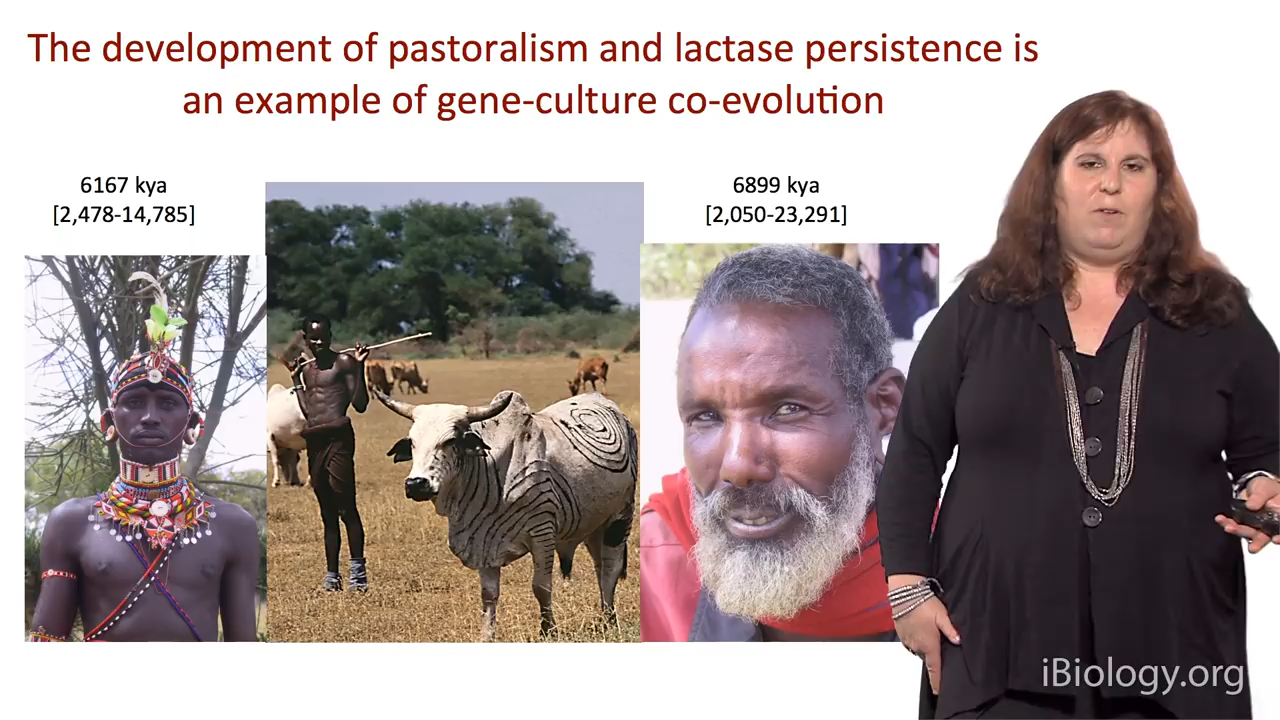 The development of pastoralism and lactase persistence is
an example of gene-culture co-evolution
6167 kya
[2,478-14,785]
6899 kya
[2,050-23,291]
iBiology.org